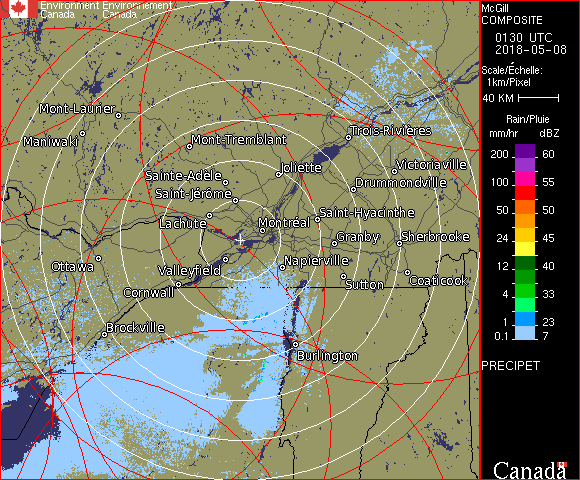 Environment Environnement
Canada Canada
McGill
COMPOSITE
0130 UTC
2018-05-08
Scale/Échelle:
1km/Pixel
40 KM
Rain/Pluie
mm/hr dBZ
200 60
100 55
50 50
24 45
12 40
8 33
4 30
1 23
0.1 7
PRECIPET
Canada
Mont-Laurier
Maniwaki
Mont-Tremblant
Trois-Rivières
Joliette
Victoriaville
Sainte-Adèle
Drummondville
Saint-Jérôme
Saint-Hyacinthe
Lachute
Montréal
Granby
Sherbrooke
Ottawa
Valleyfield
Napierville
Sutton
Coaticook
Cornwall
Brockville
Burlington